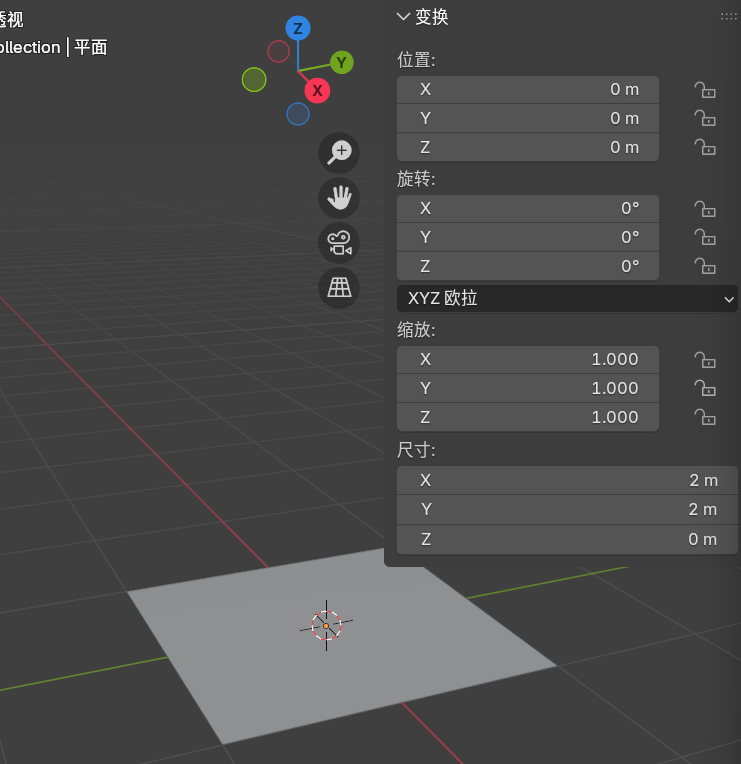 透视
ollection | 平面
Z
Y
X
变换
位置:
X 0 m
Y 0 m
Z 0 m
旋转:
X 0°
Y 0°
Z 0°
XYZ 欧拉
缩放:
X 1.000
Y 1.000
Z 1.000
尺寸:
X 2 m
Y 2 m
Z 0 m